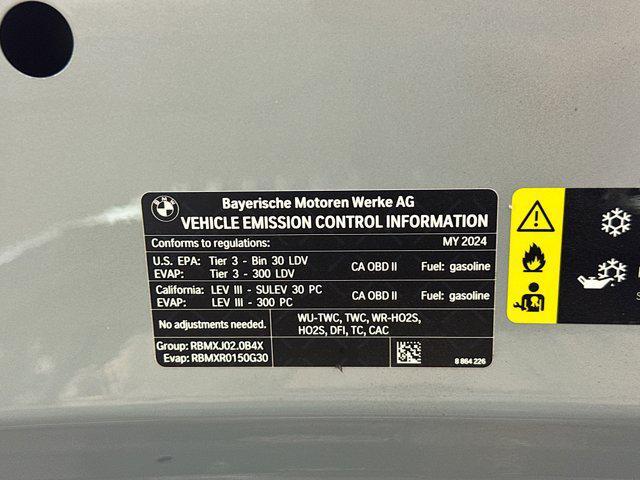 BMW
Bayerische Motoren Werke AG
VEHICLE EMISSION CONTROL INFORMATION
Conforms to regulations: MY 2024
U.S. EPA: Tier 3 - Bin 30 LDV CA OBD II Fuel: gasoline
EVAP: Tier 3 - 300 LDV
California: LEV III - SULEV 30 PC CA OBD II Fuel: gasoline
EVAP: LEV III - 300 PC
No adjustments needed. WU-TWC, TWC, WR-HO2S,
HO2S, DFI, TC, CAC
Group: RBMXJ02.0B4X
Evap: RBMXR0150G30
8 864 226